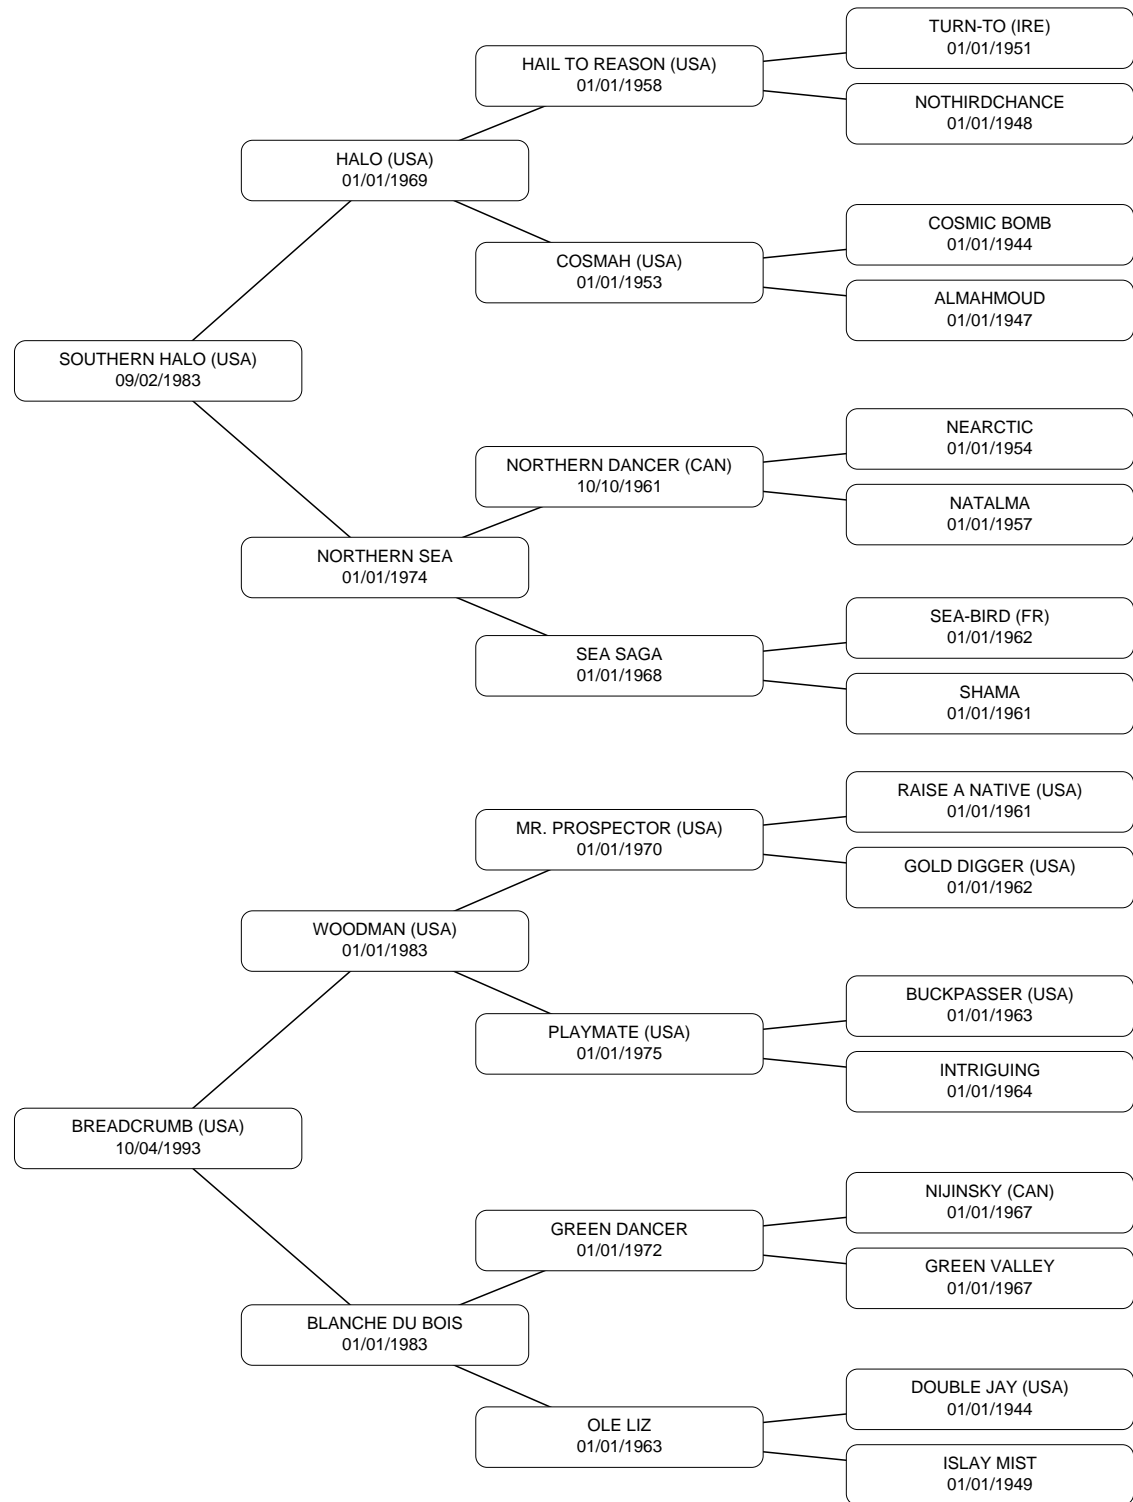 TURN-TO (IRE)
01/01/1951
HAIL TO REASON (USA)
01/01/1958
NOTHIRDCHANCE
01/01/1948
HALO (USA)
01/01/1969
COSMIC BOMB
01/01/1944
COSMAH (USA)
01/01/1953
ALMAHMOUD
01/01/1947
SOUTHERN HALO (USA)
09/02/1983
NEARCTIC
01/01/1954
NORTHERN DANCER (CAN)
10/10/1961
NATALMA
01/01/1957
NORTHERN SEA
01/01/1974
SEA-BIRD (FR)
01/01/1962
SEA SAGA
01/01/1968
SHAMA
01/01/1961
RAISE A NATIVE (USA)
01/01/1961
MR. PROSPECTOR (USA)
01/01/1970
GOLD DIGGER (USA)
01/01/1962
WOODMAN (USA)
01/01/1983
BUCKPASSER (USA)
01/01/1963
PLAYMATE (USA)
01/01/1975
INTRIGUING
01/01/1964
BREADCRUMB (USA)
10/04/1993
NIJINSKY (CAN)
01/01/1967
GREEN DANCER
01/01/1972
GREEN VALLEY
01/01/1967
BLANCHE DU BOIS
01/01/1983
DOUBLE JAY (USA)
01/01/1944
OLE LIZ
01/01/1963
ISLAY MIST
01/01/1949